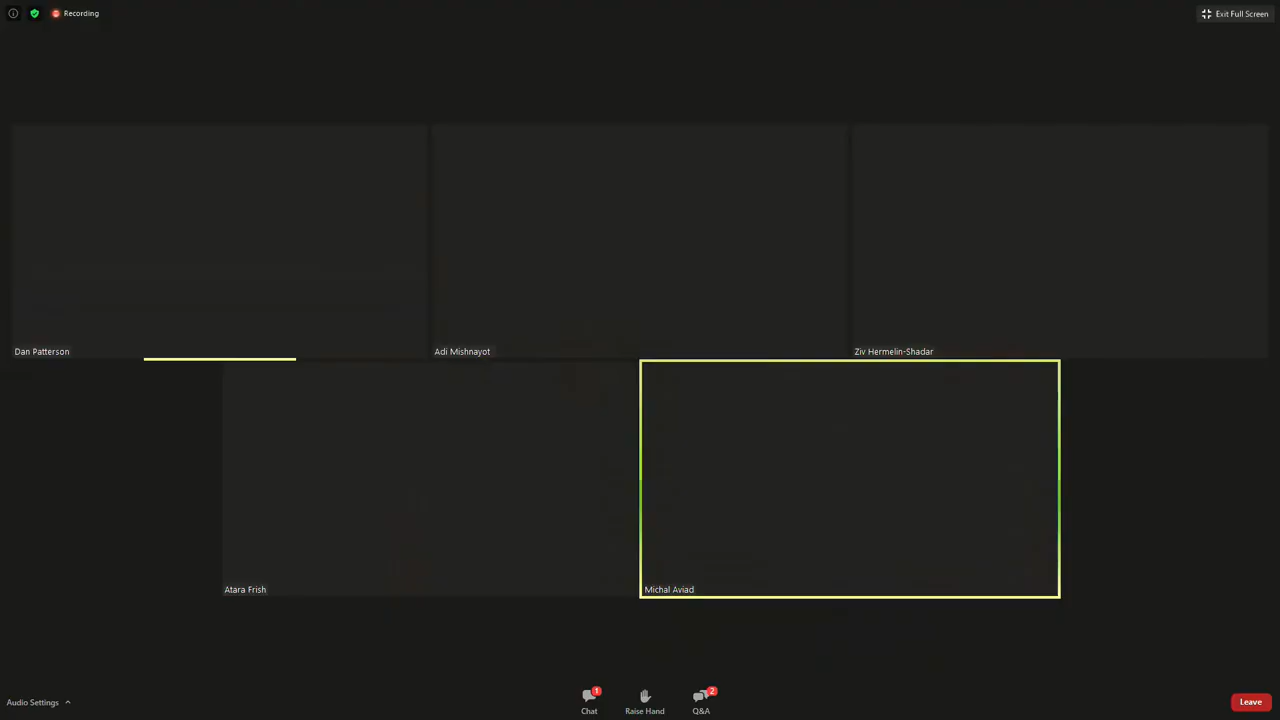 Recording
Exit Full Screen
Dan Patterson
Adi Mishnayot
Ziv Hermelin-Shadar
Atara Frish
Michal Aviad
Audio Settings
1
Chat
Raise Hand
2
Q&A
Leave